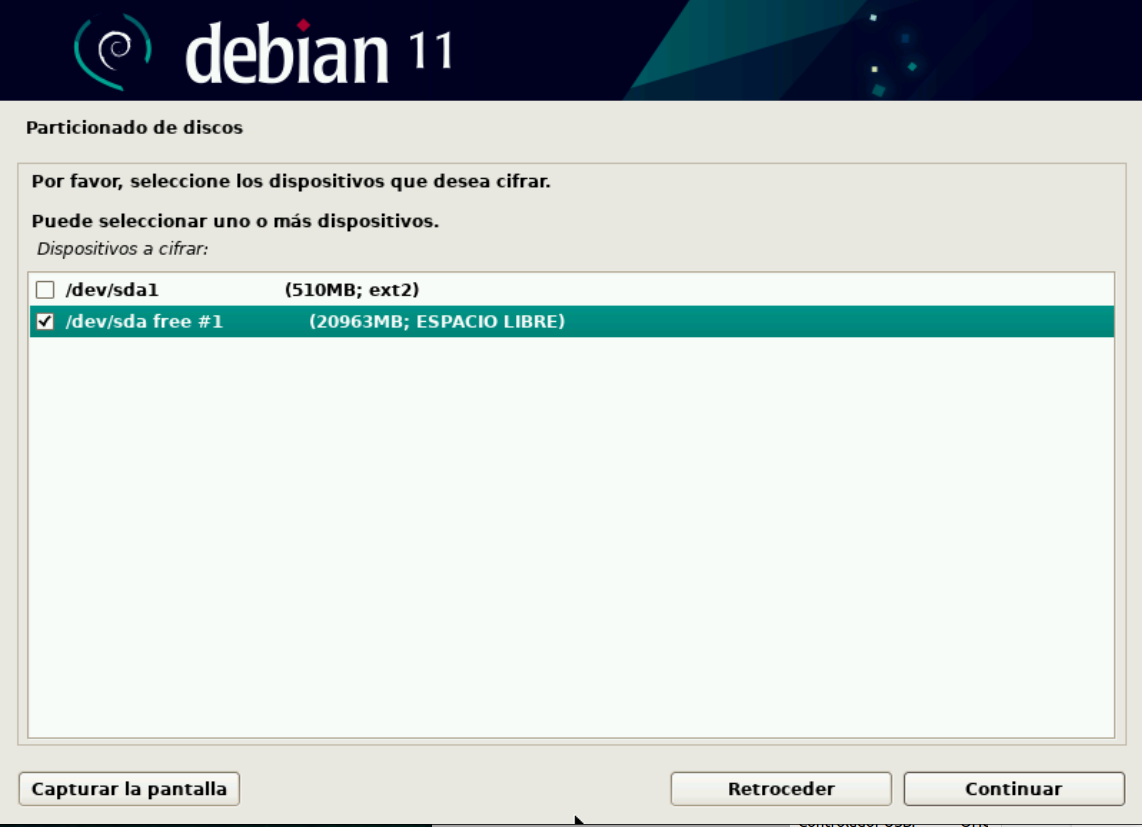 debian 11
Particionado de discos
Por favor, seleccione los dispositivos que desea cifrar.
Puede seleccionar uno o más dispositivos.
Dispositivos a cifrar:
/dev/sda1 (510MB; ext2)
/dev/sda free #1 (20963MB; ESPACIO LIBRE)
Capturar la pantalla Retroceder Continuar